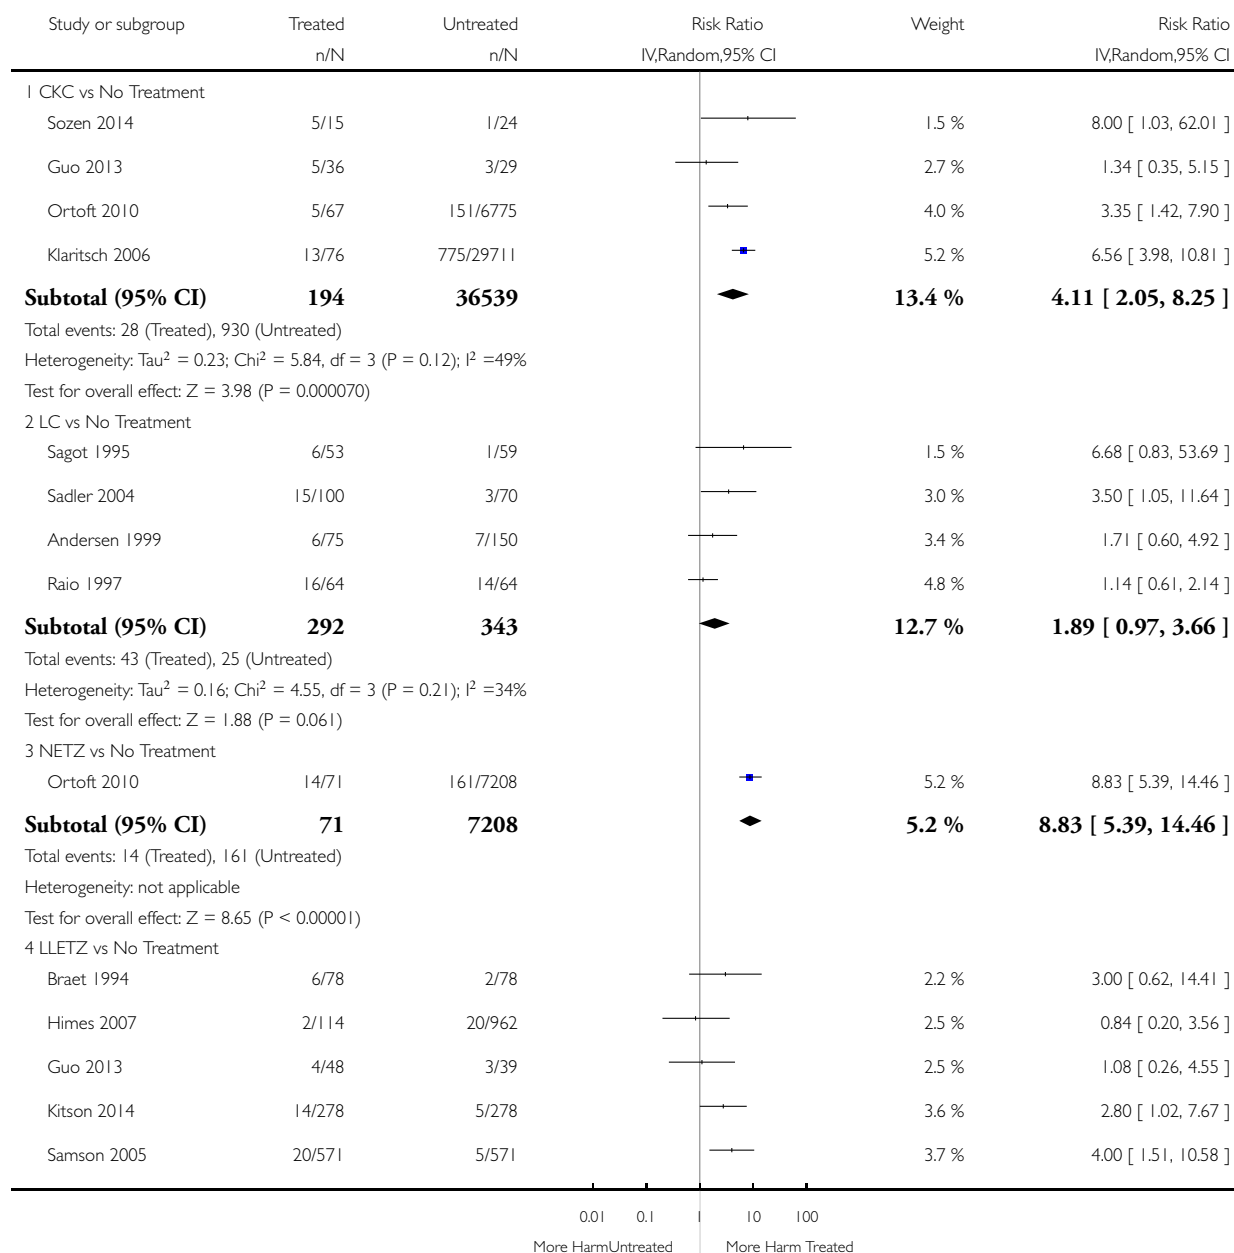 Study or subgroup Treated Untreated Risk Ratio Weight Risk Ratio
n/N n/N IV,Random,95% CI IV,Random,95% CI
1 CKC vs No Treatment
Sozen 2014 5/15 1/24 1.5 % 8.00 [ 1.03, 62.01 ]
Guo 2013 5/36 3/29 2.7 % 1.34 [ 0.35, 5.15 ]
Ortoft 2010 5/67 151/6775 4.0 % 3.35 [ 1.42, 7.90 ]
Klaritsch 2006 13/76 775/29711 5.2 % 6.56 [ 3.98, 10.81 ]
Subtotal (95% CI) 194 36539 13.4 % 4.11 [ 2.05, 8.25 ]
Total events: 28 (Treated), 930 (Untreated)
Heterogeneity: Tau² = 0.23; Chi² = 5.84, df = 3 (P = 0.12); I² =49%
Test for overall effect: Z = 3.98 (P = 0.000070)
2 LC vs No Treatment
Sagot 1995 6/53 1/59 1.5 % 6.68 [ 0.83, 53.69 ]
Sadler 2004 15/100 3/70 3.0 % 3.50 [ 1.05, 11.64 ]
Andersen 1999 6/75 7/150 3.4 % 1.71 [ 0.60, 4.92 ]
Raio 1997 16/64 14/64 4.8 % 1.14 [ 0.61, 2.14 ]
Subtotal (95% CI) 292 343 12.7 % 1.89 [ 0.97, 3.66 ]
Total events: 43 (Treated), 25 (Untreated)
Heterogeneity: Tau² = 0.16; Chi² = 4.55, df = 3 (P = 0.21); I² =34%
Test for overall effect: Z = 1.88 (P = 0.061)
3 NETZ vs No Treatment
Ortoft 2010 14/71 161/7208 5.2 % 8.83 [ 5.39, 14.46 ]
Subtotal (95% CI) 71 7208 5.2 % 8.83 [ 5.39, 14.46 ]
Total events: 14 (Treated), 161 (Untreated)
Heterogeneity: not applicable
Test for overall effect: Z = 8.65 (P < 0.00001)
4 LLETZ vs No Treatment
Braet 1994 6/78 2/78 2.2 % 3.00 [ 0.62, 14.41 ]
Himes 2007 2/114 20/962 2.5 % 0.84 [ 0.20, 3.56 ]
Guo 2013 4/48 3/39 2.5 % 1.08 [ 0.26, 4.55 ]
Kitson 2014 14/278 5/278 3.6 % 2.80 [ 1.02, 7.67 ]
Samson 2005 20/571 5/571 3.7 % 4.00 [ 1.51, 10.58 ]
0.01 0.1 1 10 100
More HarmUntreated More Harm Treated